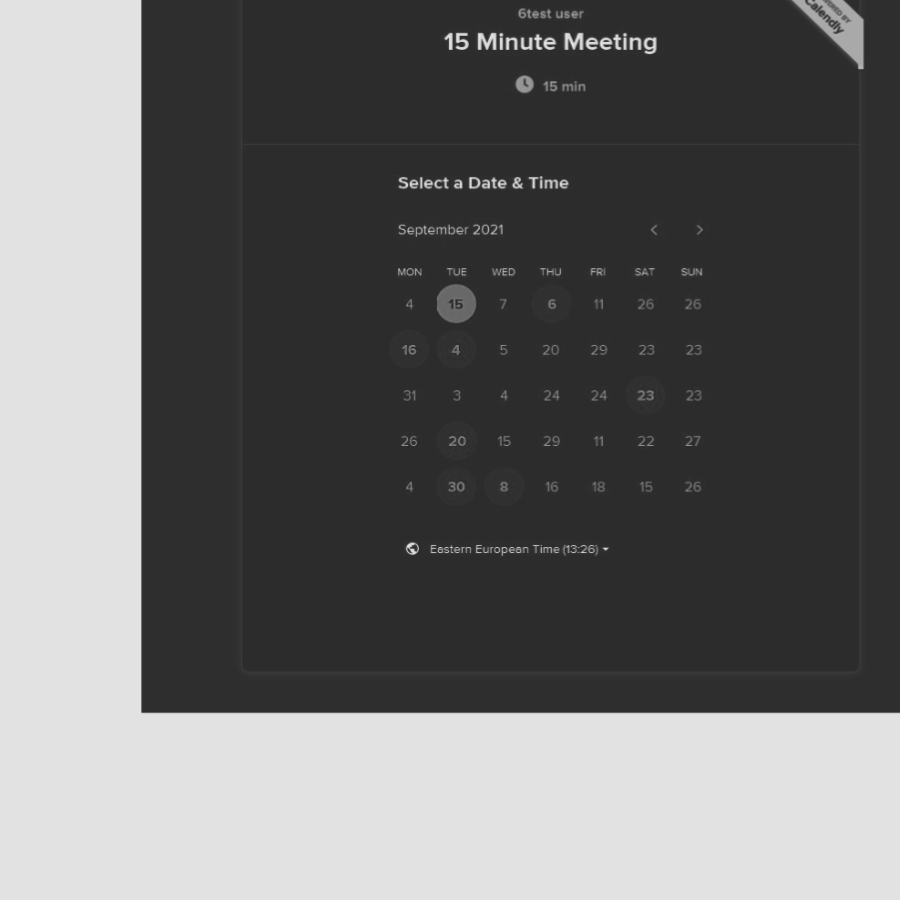 6test user
15 Minute Meeting
15 min
Calendly
Select a Date & Time
September 2021
MON TUE WED THU FRI SAT SUN
4 15 7 6 11 26 26
16 4 5 20 29 23 23
31 3 4 24 24 23 23
26 20 15 29 11 22 27
4 30 8 16 18 15 26
Eastern European Time (13:26)